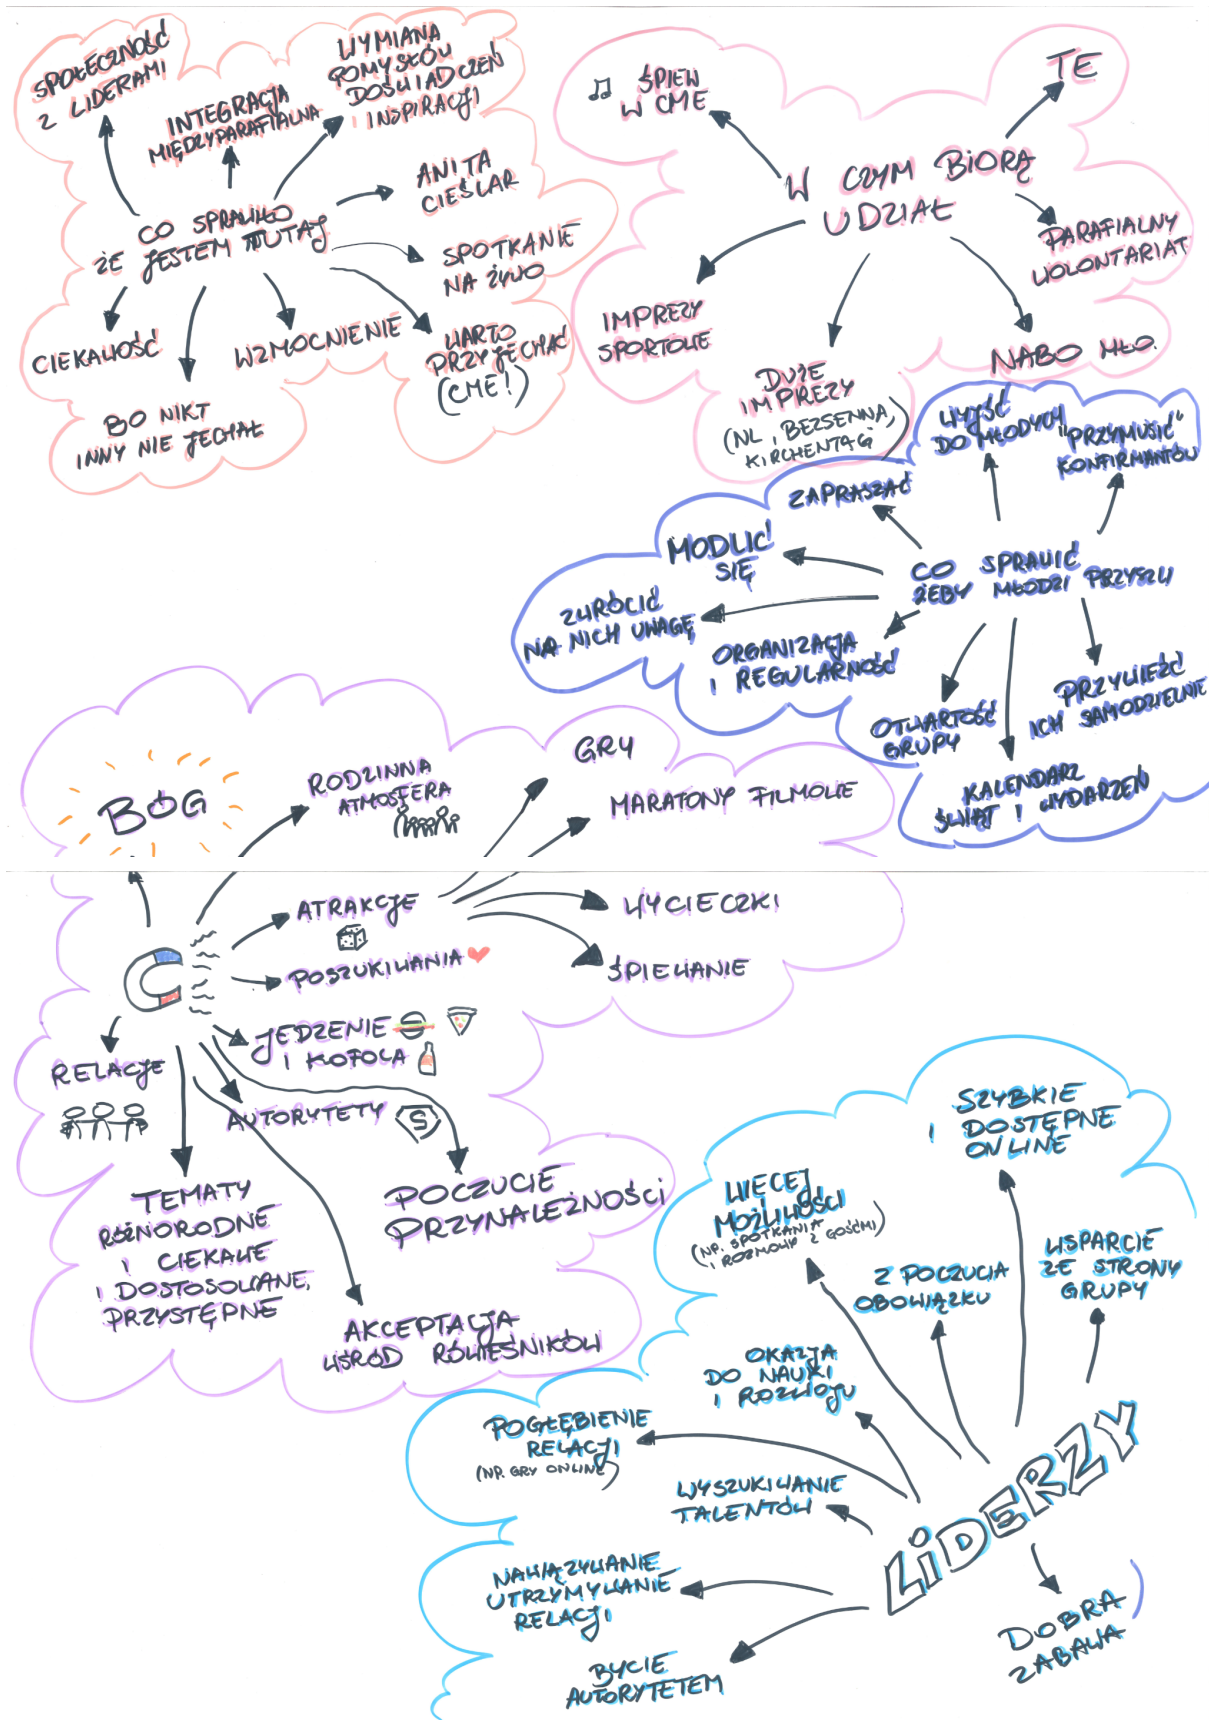 SPOŁECZNOŚĆ
Z LIDERAMI
INTEGRACJA
MIĘDZYPARAFIALNA
WYMIANA
POMYSŁÓW
DOŚWIADCZEŃ
I INSPIRACJI
ANITA
CIEŚLAR
CO SPRAWIŁO
ŻE JESTEM TUTAJ
SPOTKANIE
NA ŻYWO
CIEKAWOŚĆ
WZMOCNIENIE
WARTO
PRZYJECHAĆ
(CME!)
BO NIKT
INNY NIE JECHAŁ
ŚPIEW
W CME
TE
W CZYM BIORĄ
UDZIAŁ
PARAFIALNY
WOLONTARIAT
IMPREZY
SPORTOWE
DUŻE
IMPREZY
(NŁ, BEZSENNA,
KIRCHENTAG)
NABO MŁO.
WYJŚĆ
DO MŁODYCH
"PRZYMUSIĆ"
KONFIRMANTÓW
ZAPRASZAĆ
MODLIĆ
SIĘ
CO SPRAWIĆ
ŻEBY MŁODZI PRZYSZLI
ZWRÓCIĆ
NA NICH UWAGĘ
ORGANIZACJA
I REGULARNOŚĆ
OTWARTOŚĆ
GRUPY
PRZYWIEŹĆ
ICH SAMODZIELNIE
KALENDARZ
ŚWIĄT I WYDARZEŃ
BÓG
RODZINNA
ATMOSFERA
GRY
MARATONY FILMOWE
ATRAKCJE
WYCIECZKI
POSZUKIWANIA
ŚPIEWANIE
JEDZENIE
I KOFOLA
RELACJE
AUTORYTETY
S
TEMATY
RÓŻNORODNE
I CIEKAWE
I DOSTOSOWANE,
PRZYSTĘPNE
POCZUCIE
PRZYNALEŻNOŚCI
AKCEPTACJA
WŚRÓD RÓWIEŚNIKÓW
SZYBKIE
I DOSTĘPNE
ONLINE
WIĘCEJ
MOŻLIWOŚCI
(NP. SPOTKANIA
I ROZMOWY Z GOŚĆMI)
Z POCZUCIA
OBOWIĄZKU
WSPARCIE
ZE STRONY
GRUPY
OKAZJA
DO NAUKI
I ROZWOJU
POGŁĘBIENIE
RELACJI
(NP. GRY ONLINE)
WYSZUKIWANIE
TALENTÓW
LIDERZY
NAWIĄZYWANIE
UTRZYMYWANIE
RELACJI
BYCIE
AUTORYTETEM
DOBRA
ZABAWA